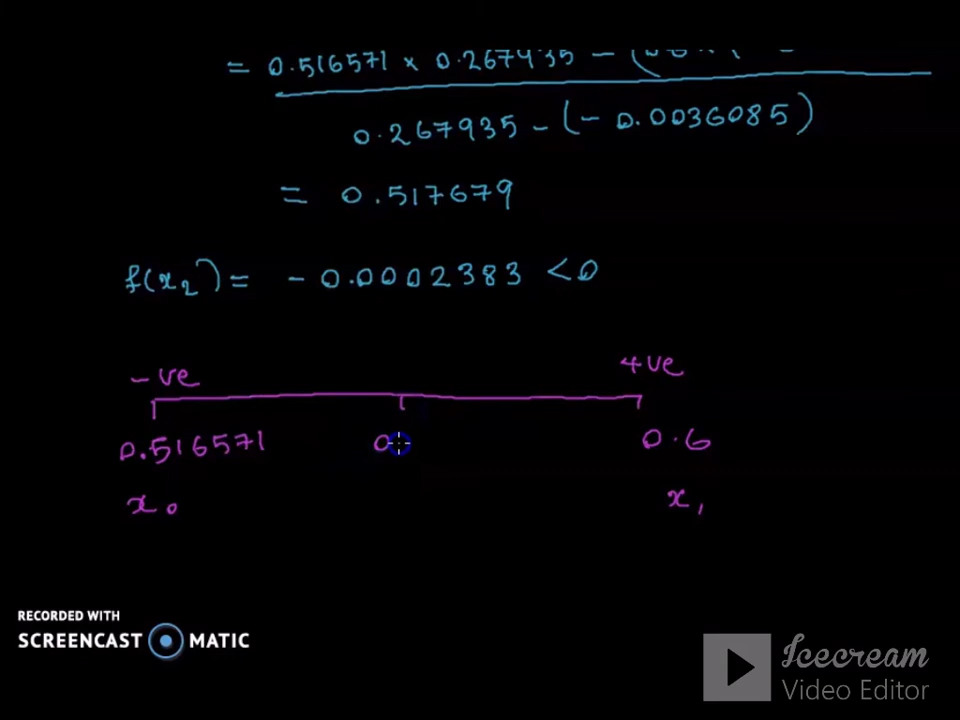 = 0.516571 × 0.267935 - (
0.267935 - (- 0.0036085)
= 0.517679
f(x₂) = - 0.0002383 < 0
-ve +ve
0.516571 0 0.6
x₀ x₁
RECORDED WITH
SCREENCAST MATIC
Icecream
Video Editor